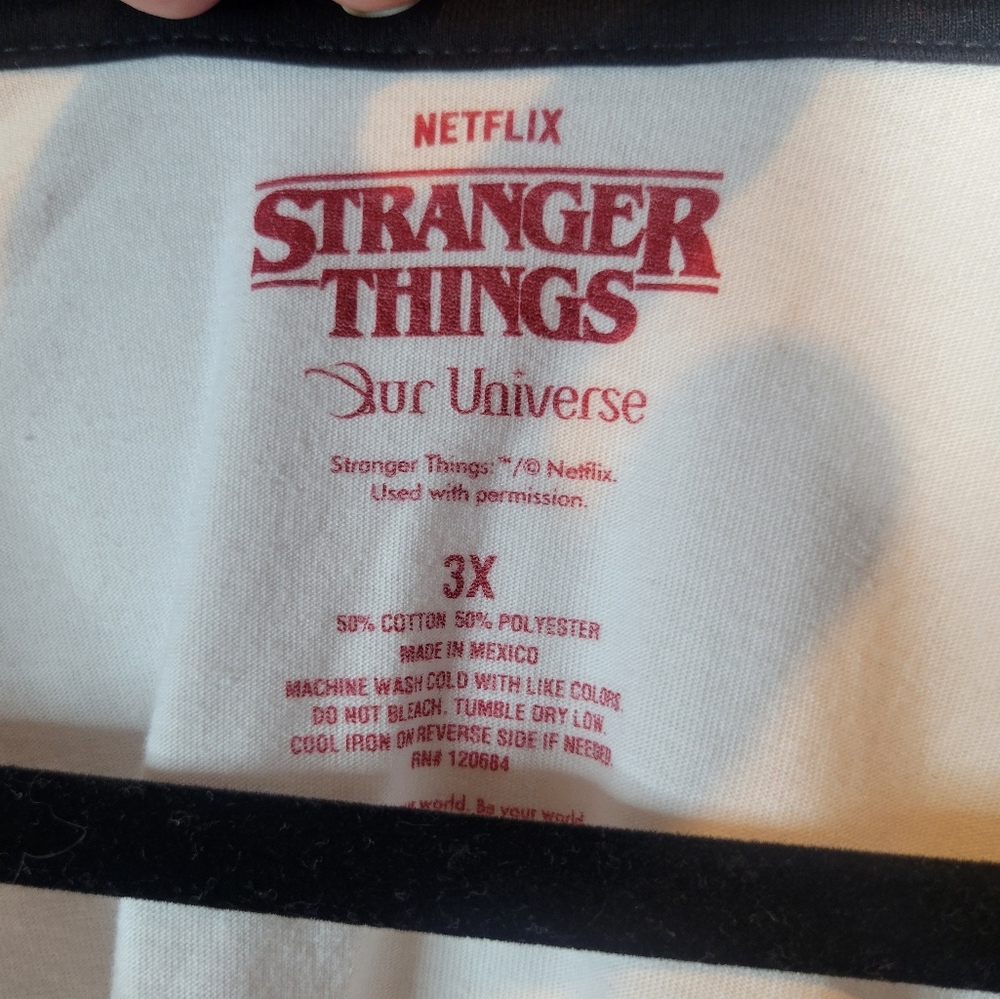 NETFLIX
STRANGER
THINGS
Our Universe
Stranger Things: ™/© Netflix.
Used with permission.
3X
50% COTTON 50% POLYESTER
MADE IN MEXICO
MACHINE WASH COLD WITH LIKE COLORS.
DO NOT BLEACH. TUMBLE DRY LOW.
COOL IRON ON REVERSE SIDE IF NEEDED.
RN# 120684
world. Be your world